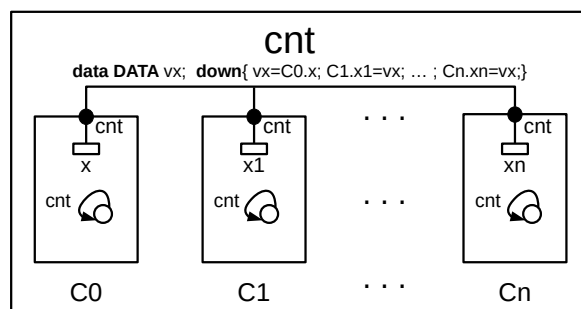 cnt
data DATA vx; down{ vx=C0.x; C1.x1=vx; … ; Cn.xn=vx;}
cnt cnt . . . cnt
x x1 xn
cnt cnt . . . cnt
C0 C1 . . . Cn